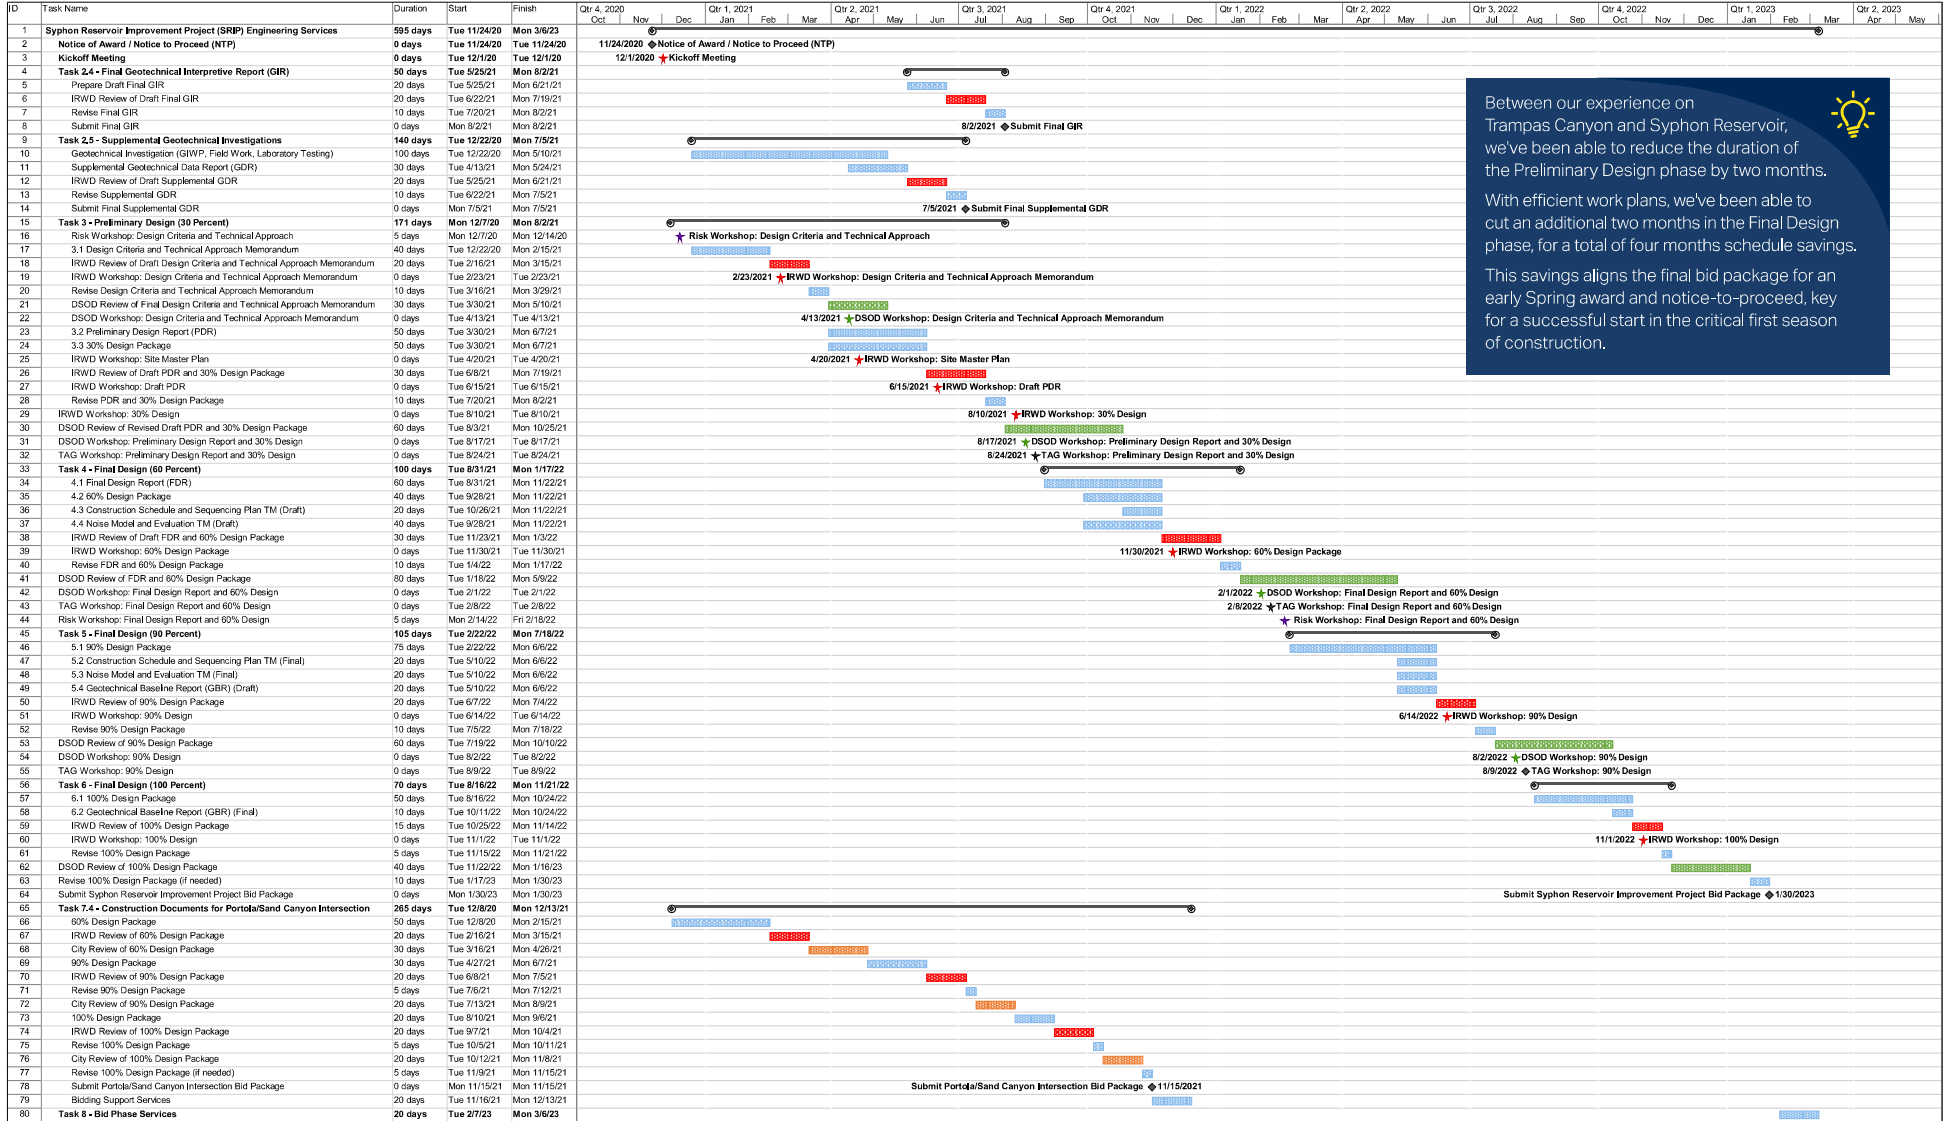 ID Task Name Duration Start Finish Qtr 4, 2020 Qtr 1, 2021 Qtr 2, 2021 Qtr 3, 2021 Qtr 4, 2021 Qtr 1, 2022 Qtr 2, 2022 Qtr 3, 2022 Qtr 4, 2022 Qtr 1, 2023 Qtr 2, 2023
Oct Nov Dec Jan Feb Mar Apr May Jun Jul Aug Sep Oct Nov Dec Jan Feb Mar Apr May Jun Jul Aug Sep Oct Nov Dec Jan Feb Mar Apr May
1 Syphon Reservoir Improvement Project (SRIP) Engineering Services 595 days Tue 11/24/20 Mon 3/6/23
2 Notice of Award / Notice to Proceed (NTP) 0 days Tue 11/24/20 Tue 11/24/20 11/24/2020 Notice of Award / Notice to Proceed (NTP)
3 Kickoff Meeting 0 days Tue 12/1/20 Tue 12/1/20 12/1/2020 Kickoff Meeting
4 Task 2.4 - Final Geotechnical Interpretive Report (GIR) 50 days Tue 5/25/21 Mon 8/2/21
5 Prepare Draft Final GIR 20 days Tue 5/25/21 Mon 6/21/21
6 IRWD Review of Draft Final GIR 20 days Tue 6/22/21 Mon 7/19/21
7 Revise Final GIR 10 days Tue 7/20/21 Mon 8/2/21
8 Submit Final GIR 0 days Mon 8/2/21 Mon 8/2/21 8/2/2021 Submit Final GIR
9 Task 2.5 - Supplemental Geotechnical Investigations 140 days Tue 12/22/20 Mon 7/5/21
10 Geotechnical Investigation (GIWP, Field Work, Laboratory Testing) 100 days Tue 12/22/20 Mon 5/10/21
11 Supplemental Geotechnical Data Report (GDR) 30 days Tue 4/13/21 Mon 5/24/21
12 IRWD Review of Draft Supplemental GDR 20 days Tue 5/25/21 Mon 6/21/21
13 Revise Supplemental GDR 10 days Tue 6/22/21 Mon 7/5/21
14 Submit Final Supplemental GDR 0 days Mon 7/5/21 Mon 7/5/21 7/5/2021 Submit Final Supplemental GDR
15 Task 3 - Preliminary Design (30 Percent) 171 days Mon 12/7/20 Mon 8/2/21
16 Risk Workshop: Design Criteria and Technical Approach 5 days Mon 12/7/20 Mon 12/14/20 Risk Workshop: Design Criteria and Technical Approach
17 3.1 Design Criteria and Technical Approach Memorandum 40 days Tue 12/22/20 Mon 2/15/21
18 IRWD Review of Draft Design Criteria and Technical Approach Memorandum 20 days Tue 2/16/21 Mon 3/15/21
19 IRWD Workshop: Design Criteria and Technical Approach Memorandum 0 days Tue 2/23/21 Tue 2/23/21 2/23/2021 IRWD Workshop: Design Criteria and Technical Approach Memorandum
20 Revise Design Criteria and Technical Approach Memorandum 10 days Tue 3/16/21 Mon 3/29/21
21 DSOD Review of Final Design Criteria and Technical Approach Memorandum 30 days Tue 3/30/21 Mon 5/10/21
22 DSOD Workshop: Design Criteria and Technical Approach Memorandum 0 days Tue 4/13/21 Tue 4/13/21 4/13/2021 DSOD Workshop: Design Criteria and Technical Approach Memorandum
23 3.2 Preliminary Design Report (PDR) 50 days Tue 3/30/21 Mon 6/7/21
24 3.3 30% Design Package 50 days Tue 3/30/21 Mon 6/7/21
25 IRWD Workshop: Site Master Plan 0 days Tue 4/20/21 Tue 4/20/21 4/20/2021 IRWD Workshop: Site Master Plan
26 IRWD Review of Draft PDR and 30% Design Package 30 days Tue 6/8/21 Mon 7/19/21
27 IRWD Workshop: Draft PDR 0 days Tue 6/15/21 Tue 6/15/21 6/15/2021 IRWD Workshop: Draft PDR
28 Revise PDR and 30% Design Package 10 days Tue 7/20/21 Mon 8/2/21
29 IRWD Workshop: 30% Design 0 days Tue 8/10/21 Tue 8/10/21 8/10/2021 IRWD Workshop: 30% Design
30 DSOD Review of Revised Draft PDR and 30% Design Package 60 days Tue 8/3/21 Mon 10/25/21
31 DSOD Workshop: Preliminary Design Report and 30% Design 0 days Tue 8/17/21 Tue 8/17/21 8/17/2021 DSOD Workshop: Preliminary Design Report and 30% Design
32 TAG Workshop: Preliminary Design Report and 30% Design 0 days Tue 8/24/21 Tue 8/24/21 8/24/2021 TAG Workshop: Preliminary Design Report and 30% Design
33 Task 4 - Final Design (60 Percent) 100 days Tue 8/31/21 Mon 1/17/22
34 4.1 Final Design Report (FDR) 60 days Tue 8/31/21 Mon 11/22/21
35 4.2 60% Design Package 40 days Tue 9/28/21 Mon 11/22/21
36 4.3 Construction Schedule and Sequencing Plan TM (Draft) 20 days Tue 10/26/21 Mon 11/22/21
37 4.4 Noise Model and Evaluation TM (Draft) 40 days Tue 9/28/21 Mon 11/22/21
38 IRWD Review of Draft FDR and 60% Design Package 30 days Tue 11/23/21 Mon 1/3/22
39 IRWD Workshop: 60% Design Package 0 days Tue 11/30/21 Tue 11/30/21 11/30/2021 IRWD Workshop: 60% Design Package
40 Revise FDR and 60% Design Package 10 days Tue 1/4/22 Mon 1/17/22
41 DSOD Review of FDR and 60% Design Package 80 days Tue 1/18/22 Mon 5/9/22
42 DSOD Workshop: Final Design Report and 60% Design 0 days Tue 2/1/22 Tue 2/1/22 2/1/2022 DSOD Workshop: Final Design Report and 60% Design
43 TAG Workshop: Final Design Report and 60% Design 0 days Tue 2/8/22 Tue 2/8/22 2/8/2022 TAG Workshop: Final Design Report and 60% Design
44 Risk Workshop: Final Design Report and 60% Design 5 days Mon 2/14/22 Fri 2/18/22 Risk Workshop: Final Design Report and 60% Design
45 Task 5 - Final Design (90 Percent) 105 days Tue 2/22/22 Mon 7/18/22
46 5.1 90% Design Package 75 days Tue 2/22/22 Mon 6/6/22
47 5.2 Construction Schedule and Sequencing Plan TM (Final) 20 days Tue 5/10/22 Mon 6/6/22
48 5.3 Noise Model and Evaluation TM (Final) 20 days Tue 5/10/22 Mon 6/6/22
49 5.4 Geotechnical Baseline Report (GBR) (Draft) 20 days Tue 5/10/22 Mon 6/6/22
50 IRWD Review of 90% Design Package 20 days Tue 6/7/22 Mon 7/4/22
51 IRWD Workshop: 90% Design 0 days Tue 6/14/22 Tue 6/14/22 6/14/2022 IRWD Workshop: 90% Design
52 Revise 90% Design Package 10 days Tue 7/5/22 Mon 7/18/22
53 DSOD Review of 90% Design Package 60 days Tue 7/19/22 Mon 10/10/22
54 DSOD Workshop: 90% Design 0 days Tue 8/2/22 Tue 8/2/22 8/2/2022 DSOD Workshop: 90% Design
55 TAG Workshop: 90% Design 0 days Tue 8/9/22 Tue 8/9/22 8/9/2022 TAG Workshop: 90% Design
56 Task 6 - Final Design (100 Percent) 70 days Tue 8/16/22 Mon 11/21/22
57 6.1 100% Design Package 50 days Tue 8/16/22 Mon 10/24/22
58 6.2 Geotechnical Baseline Report (GBR) (Final) 10 days Tue 10/11/22 Mon 10/24/22
59 IRWD Review of 100% Design Package 15 days Tue 10/25/22 Mon 11/14/22
60 IRWD Workshop: 100% Design 0 days Tue 11/1/22 Tue 11/1/22 11/1/2022 IRWD Workshop: 100% Design
61 Revise 100% Design Package 5 days Tue 11/15/22 Mon 11/21/22
62 DSOD Review of 100% Design Package 40 days Tue 11/22/22 Mon 1/16/23
63 Revise 100% Design Package (if needed) 10 days Tue 1/17/23 Mon 1/30/23
64 Submit Syphon Reservoir Improvement Project Bid Package 0 days Mon 1/30/23 Mon 1/30/23 Submit Syphon Reservoir Improvement Project Bid Package 1/30/2023
65 Task 7.4 - Construction Documents for Portola/Sand Canyon Intersection 265 days Tue 12/8/20 Mon 12/13/21
66 60% Design Package 50 days Tue 12/8/20 Mon 2/15/21
67 IRWD Review of 60% Design Package 20 days Tue 2/16/21 Mon 3/15/21
68 City Review of 60% Design Package 30 days Tue 3/16/21 Mon 4/26/21
69 90% Design Package 30 days Tue 4/27/21 Mon 6/7/21
70 IRWD Review of 90% Design Package 20 days Tue 6/8/21 Mon 7/5/21
71 Revise 90% Design Package 5 days Tue 7/6/21 Mon 7/12/21
72 City Review of 90% Design Package 20 days Tue 7/13/21 Mon 8/9/21
73 100% Design Package 20 days Tue 8/10/21 Mon 9/6/21
74 IRWD Review of 100% Design Package 20 days Tue 9/7/21 Mon 10/4/21
75 Revise 100% Design Package 5 days Tue 10/5/21 Mon 10/11/21
76 City Review of 100% Design Package 20 days Tue 10/12/21 Mon 11/8/21
77 Revise 100% Design Package (if needed) 5 days Tue 11/9/21 Mon 11/15/21
78 Submit Portola/Sand Canyon Intersection Bid Package 0 days Mon 11/15/21 Mon 11/15/21 Submit Portola/Sand Canyon Intersection Bid Package 11/15/2021
79 Bidding Support Services 20 days Tue 11/16/21 Mon 12/13/21
80 Task 8 - Bid Phase Services 20 days Tue 2/7/23 Mon 3/6/23
Between our experience on
Trampas Canyon and Syphon Reservoir,
we've been able to reduce the duration of
the Preliminary Design phase by two months.
With efficient work plans, we've been able to
cut an additional two months in the Final Design
phase, for a total of four months schedule savings.
This savings aligns the final bid package for an
early Spring award and notice-to-proceed, key
for a successful start in the critical first season
of construction.